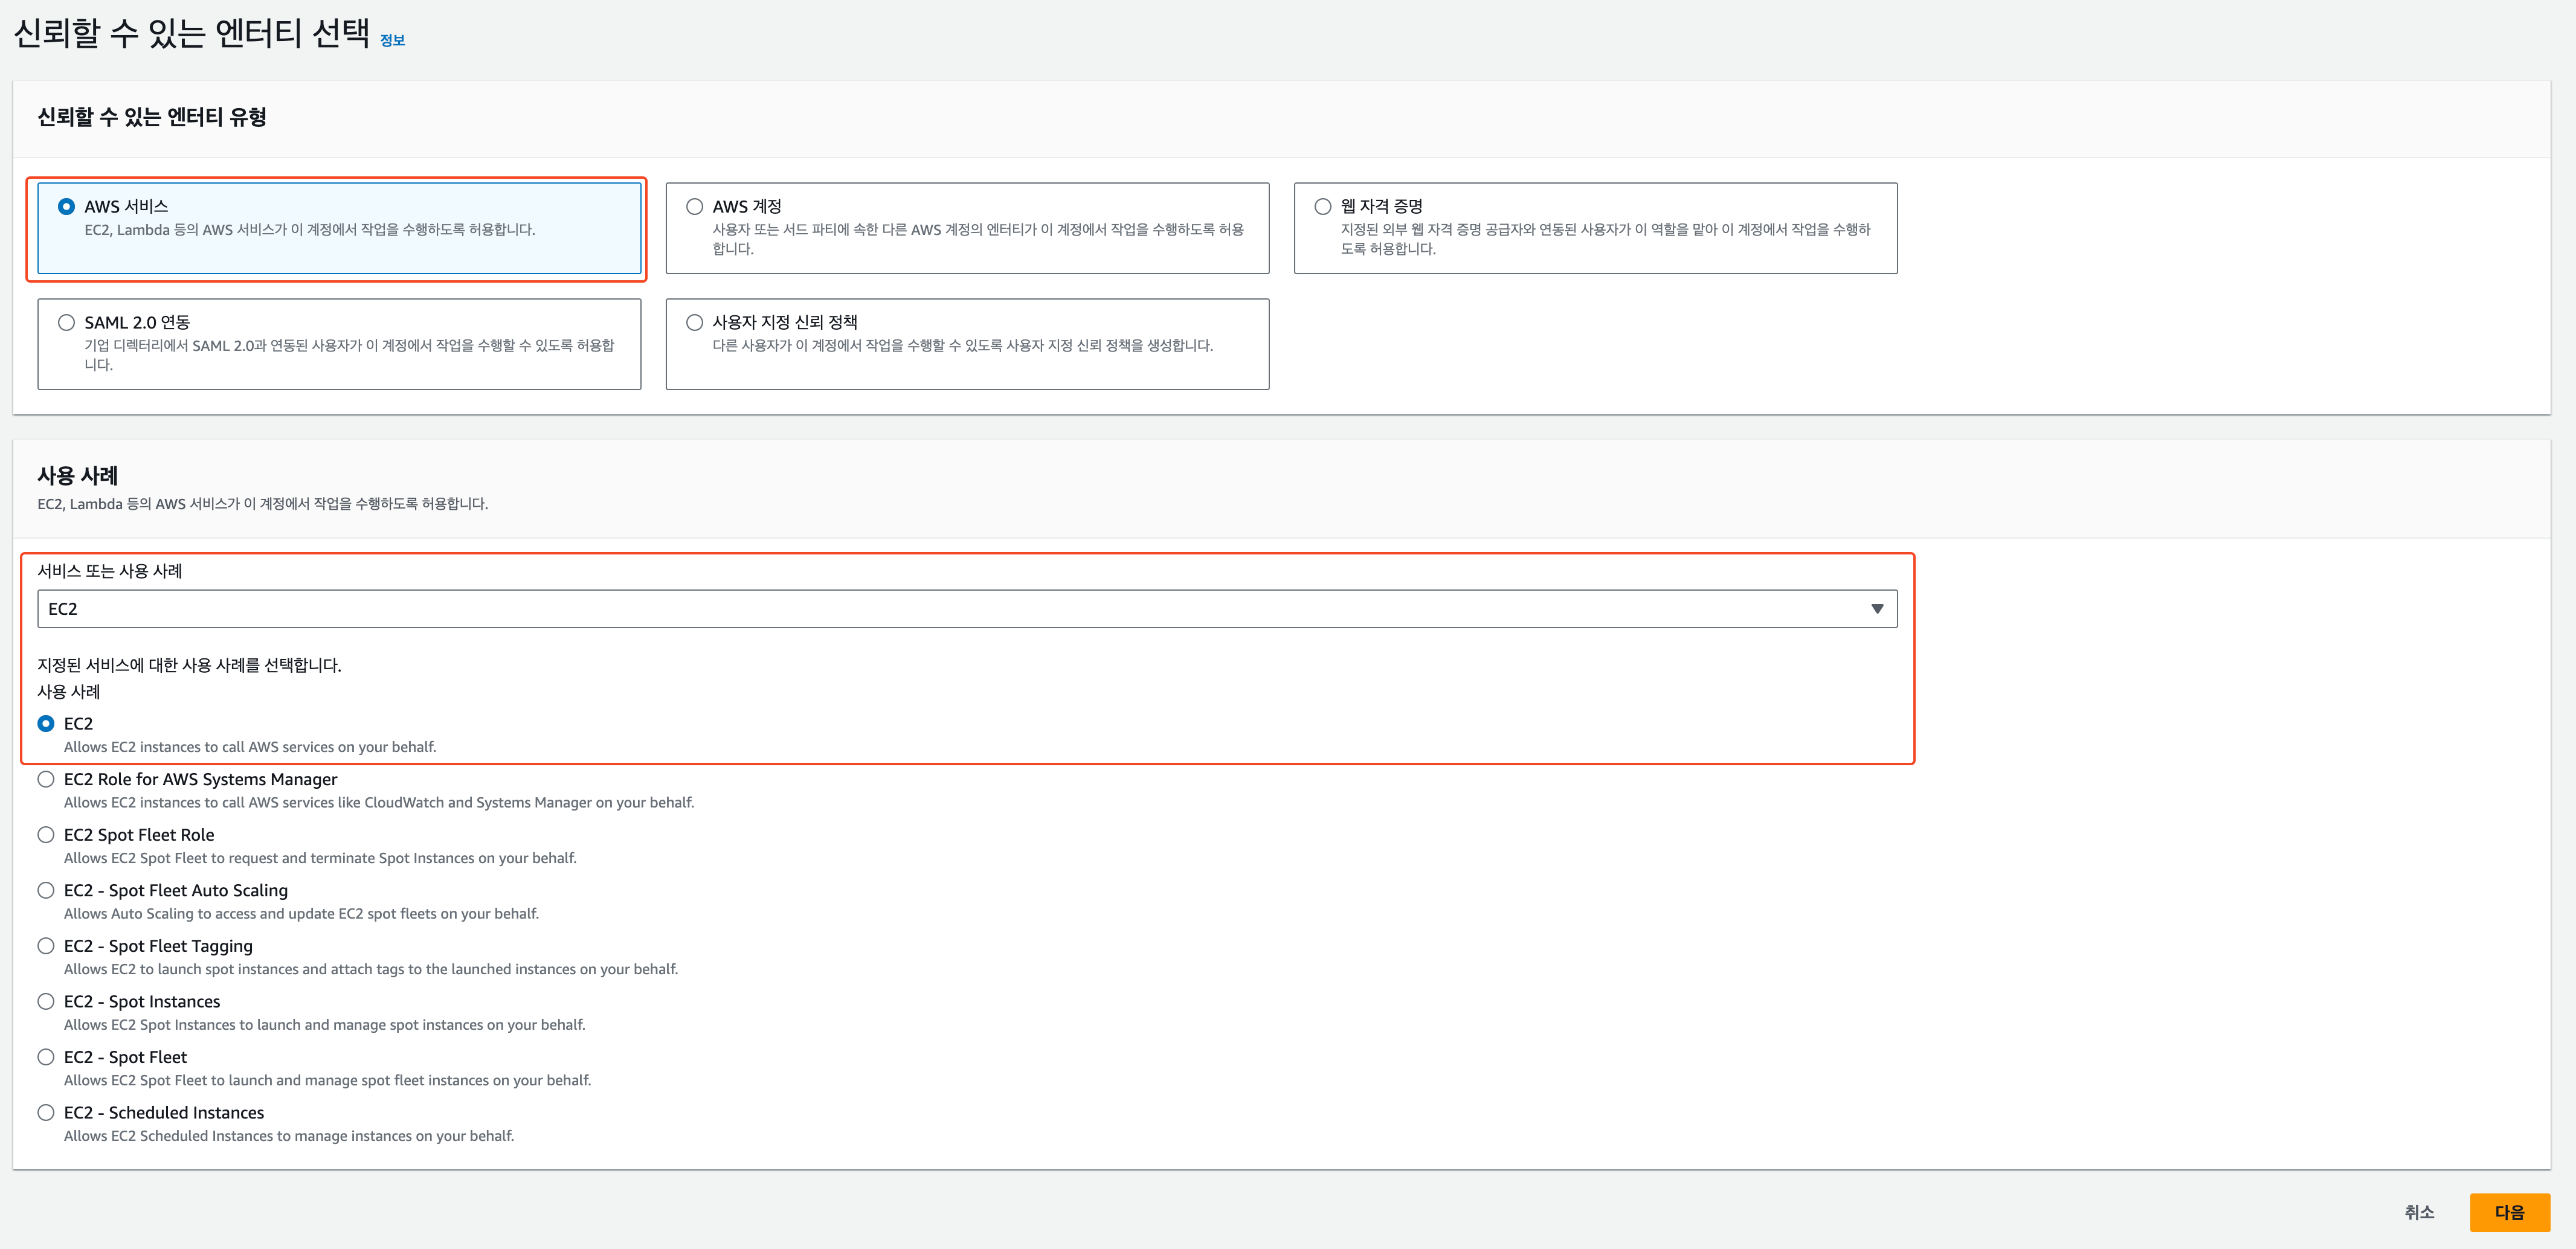 신뢰할 수 있는 엔터티 선택 정보
신뢰할 수 있는 엔터티 유형
AWS 서비스
EC2, Lambda 등의 AWS 서비스가 이 계정에서 작업을 수행하도록 허용합니다.
AWS 계정
사용자 또는 서드 파티에 속한 다른 AWS 계정의 엔터티가 이 계정에서 작업을 수행하도록 허용
합니다.
웹 자격 증명
지정된 외부 웹 자격 증명 공급자와 연동된 사용자가 이 역할을 맡아 이 계정에서 작업을 수행하
도록 허용합니다.
SAML 2.0 연동
기업 디렉터리에서 SAML 2.0과 연동된 사용자가 이 계정에서 작업을 수행할 수 있도록 허용합
니다.
사용자 지정 신뢰 정책
다른 사용자가 이 계정에서 작업을 수행할 수 있도록 사용자 지정 신뢰 정책을 생성합니다.
사용 사례
EC2, Lambda 등의 AWS 서비스가 이 계정에서 작업을 수행하도록 허용합니다.
서비스 또는 사용 사례
EC2
지정된 서비스에 대한 사용 사례를 선택합니다.
사용 사례
EC2
Allows EC2 instances to call AWS services on your behalf.
EC2 Role for AWS Systems Manager
Allows EC2 instances to call AWS services like CloudWatch and Systems Manager on your behalf.
EC2 Spot Fleet Role
Allows EC2 Spot Fleet to request and terminate Spot Instances on your behalf.
EC2 - Spot Fleet Auto Scaling
Allows Auto Scaling to access and update EC2 spot fleets on your behalf.
EC2 - Spot Fleet Tagging
Allows EC2 to launch spot instances and attach tags to the launched instances on your behalf.
EC2 - Spot Instances
Allows EC2 Spot Instances to launch and manage spot instances on your behalf.
EC2 - Spot Fleet
Allows EC2 Spot Fleet to launch and manage spot fleet instances on your behalf.
EC2 - Scheduled Instances
Allows EC2 Scheduled Instances to manage instances on your behalf.
취소
다음